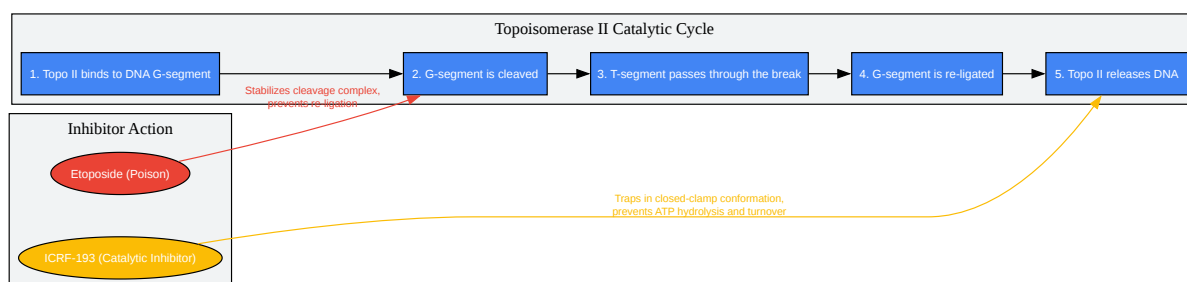 Topoisomerase II Catalytic Cycle
1. Topo II binds to DNA G-segment
2. G-segment is cleaved
3. T-segment passes through the break
4. G-segment is re-ligated
5. Topo II releases DNA
Stabilizes cleavage complex,
prevents re-ligation
Inhibitor Action
Etoposide (Poison)
Traps in closed-clamp conformation,
prevents ATP hydrolysis and turnover
ICRF-193 (Catalytic Inhibitor)